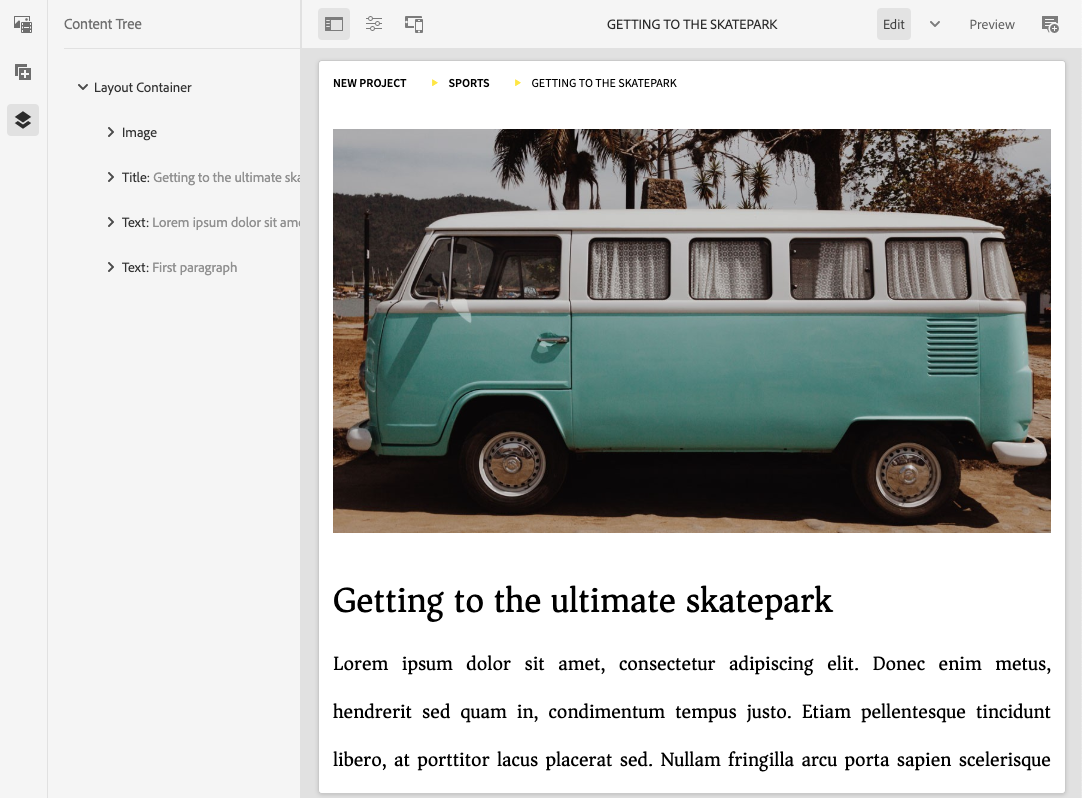 Content Tree
GETTING TO THE SKATEPARK
Edit
Preview
Layout Container
Image
Title: Getting to the ultimate ska
Text: Lorem ipsum dolor sit ame
Text: First paragraph
NEW PROJECT SPORTS GETTING TO THE SKATEPARK
Getting to the ultimate skatepark
Lorem ipsum dolor sit amet, consectetur adipiscing elit. Donec enim metus,
hendrerit sed quam in, condimentum tempus justo. Etiam pellentesque tincidunt
libero, at porttitor lacus placerat sed. Nullam fringilla arcu porta sapien scelerisque